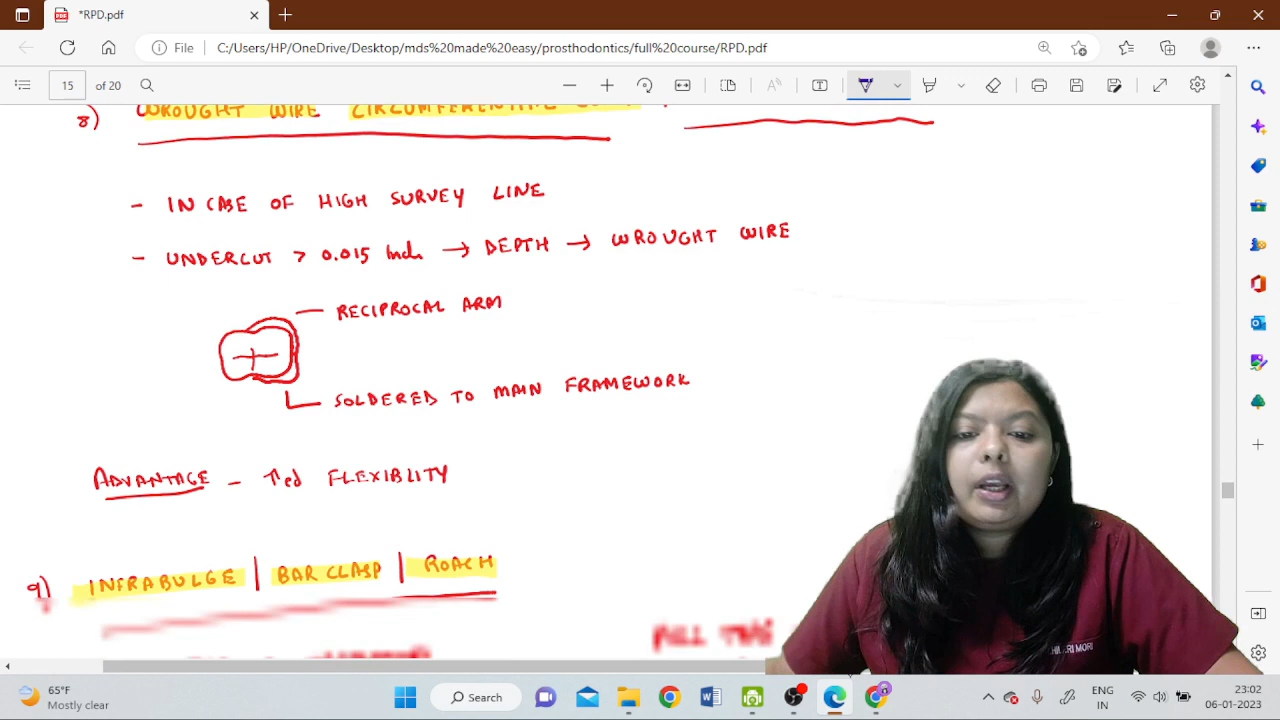 *RPD.pdf
File C:/Users/HP/OneDrive/Desktop/mds%20made%20easy/prosthodontics/full%20course/RPD.pdf
15 of 20
8) WROUGHT WIRE CIRCUMFERENTIAL
- IN CASE OF HIGH SURVEY LINE
- UNDERCUT > 0.015 Inch → DEPTH → WROUGHT WIRE
RECIPROCAL ARM
SOLDERED TO MAIN FRAMEWORK
ADVANTAGE - ↑ed FLEXIBLITY
9) INFRABULGE | BAR CLASP | ROACH
65°F
Mostly clear
Search
ENG
IN
23:02
06-01-2023